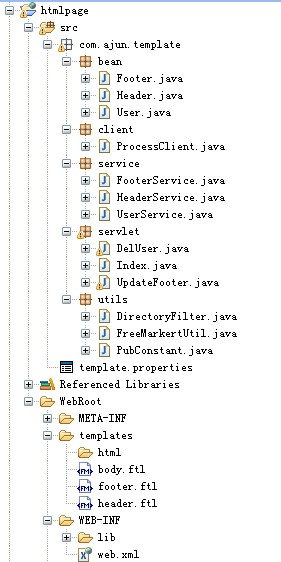 htmlpage
src
com.ajun.template
bean
Footer.java
Header.java
User.java
client
ProcessClient.java
service
FooterService.java
HeaderService.java
UserService.java
servlet
DelUser.java
Index.java
UpdateFooter.java
utils
DirectoryFilter.java
FreeMarkertUtil.java
PubConstant.java
template.properties
Referenced Libraries
WebRoot
META-INF
templates
html
body.ftl
footer.ftl
header.ftl
WEB-INF
lib
web.xml